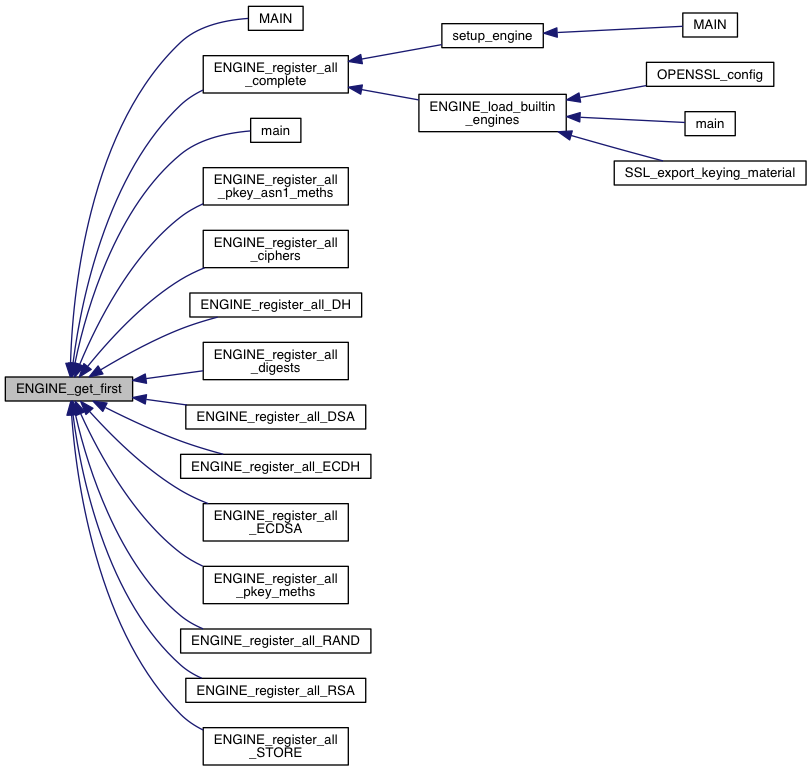 MAIN
ENGINE_register_all
_complete
setup_engine
MAIN
ENGINE_load_builtin
_engines
OPENSSL_config
main
SSL_export_keying_material
main
ENGINE_register_all
_pkey_asn1_meths
ENGINE_register_all
_ciphers
ENGINE_register_all_DH
ENGINE_register_all
_digests
ENGINE_get_first
ENGINE_register_all_DSA
ENGINE_register_all_ECDH
ENGINE_register_all
_ECDSA
ENGINE_register_all
_pkey_meths
ENGINE_register_all_RAND
ENGINE_register_all_RSA
ENGINE_register_all
_STORE